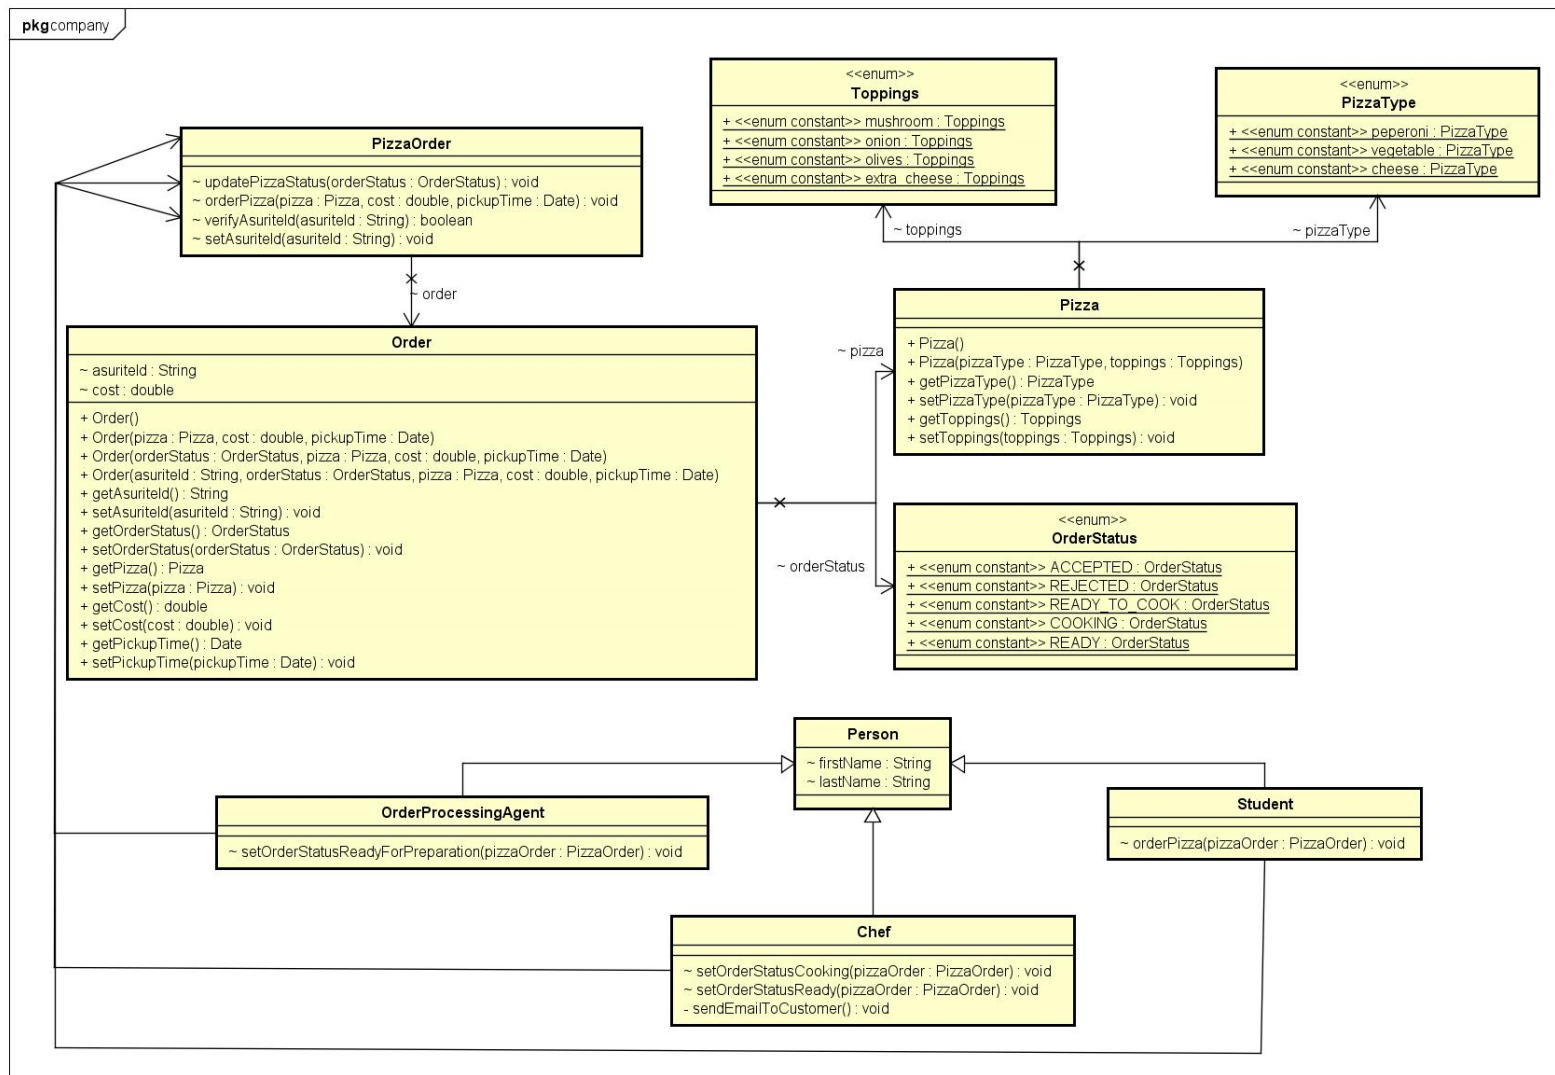 pkg company
<<enum>>
Toppings
+ <<enum constant>> mushroom : Toppings
+ <<enum constant>> onion : Toppings
+ <<enum constant>> olives : Toppings
+ <<enum constant>> extra_cheese : Toppings
<<enum>>
PizzaType
+ <<enum constant>> peperoni : PizzaType
+ <<enum constant>> vegetable : PizzaType
+ <<enum constant>> cheese : PizzaType
PizzaOrder
~ updatePizzaStatus(orderStatus : OrderStatus) : void
~ orderPizza(pizza : Pizza, cost : double, pickupTime : Date) : void
~ verifyAsuriteId(asuriteId : String) : boolean
~ setAsuriteId(asuriteId : String) : void
~ toppings
~ pizzaType
~ order
Pizza
+ Pizza()
+ Pizza(pizzaType : PizzaType, toppings : Toppings)
+ getPizzaType() : PizzaType
+ setPizzaType(pizzaType : PizzaType) : void
+ getToppings() : Toppings
+ setToppings(toppings : Toppings) : void
Order
~ asuriteId : String
~ cost : double
+ Order()
+ Order(pizza : Pizza, cost : double, pickupTime : Date)
+ Order(orderStatus : OrderStatus, pizza : Pizza, cost : double, pickupTime : Date)
+ Order(asuriteId : String, orderStatus : OrderStatus, pizza : Pizza, cost : double, pickupTime : Date)
+ getAsuriteId() : String
+ setAsuriteId(asuriteId : String) : void
+ getOrderStatus() : OrderStatus
+ setOrderStatus(orderStatus : OrderStatus) : void
+ getPizza() : Pizza
+ setPizza(pizza : Pizza) : void
+ getCost() : double
+ setCost(cost : double) : void
+ getPickupTime() : Date
+ setPickupTime(pickupTime : Date) : void
~ pizza
~ orderStatus
<<enum>>
OrderStatus
+ <<enum constant>> ACCEPTED : OrderStatus
+ <<enum constant>> REJECTED : OrderStatus
+ <<enum constant>> READY_TO_COOK : OrderStatus
+ <<enum constant>> COOKING : OrderStatus
+ <<enum constant>> READY : OrderStatus
Person
~ firstName : String
~ lastName : String
OrderProcessingAgent
~ setOrderStatusReadyForPreparation(pizzaOrder : PizzaOrder) : void
Student
~ orderPizza(pizzaOrder : PizzaOrder) : void
Chef
~ setOrderStatusCooking(pizzaOrder : PizzaOrder) : void
~ setOrderStatusReady(pizzaOrder : PizzaOrder) : void
- sendEmailToCustomer() : void